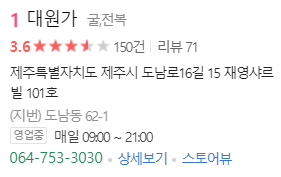 1 대원가 굴,전복
3.6 ★★★★★ 150건 | 리뷰 71
제주특별자치도 제주시 도남로16길 15 재영샤르
빌 101호
(지번) 도남동 62-1
영업중 매일 09:00 ~ 21:00
064-753-3030 • 상세보기 • 스토어뷰